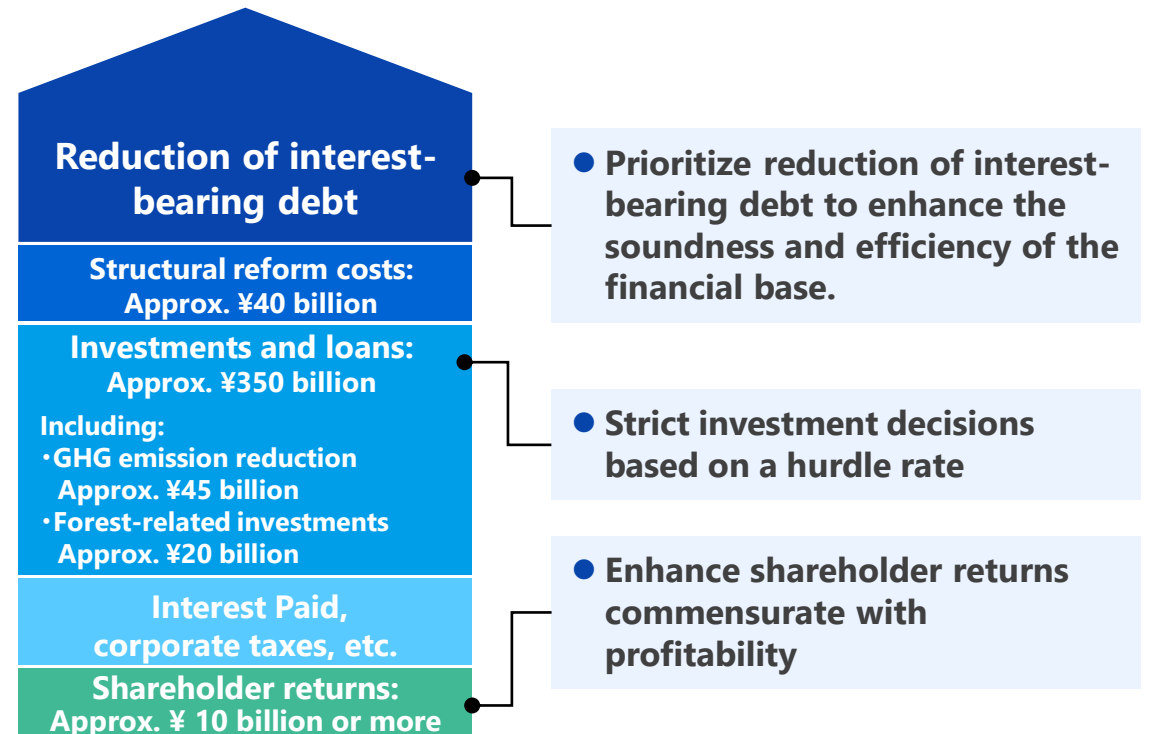 Reduction of interest-
bearing debt
Structural reform costs:
Approx. ¥40 billion
Investments and loans:
Approx. ¥350 billion
Including:
・GHG emission reduction
Approx. ¥45 billion
・Forest-related investments
Approx. ¥20 billion
Interest Paid,
corporate taxes, etc.
Shareholder returns:
Approx. ¥ 10 billion or more
● Prioritize reduction of interest-
bearing debt to enhance the
soundness and efficiency of the
financial base.
● Strict investment decisions
based on a hurdle rate
● Enhance shareholder returns
commensurate with
profitability